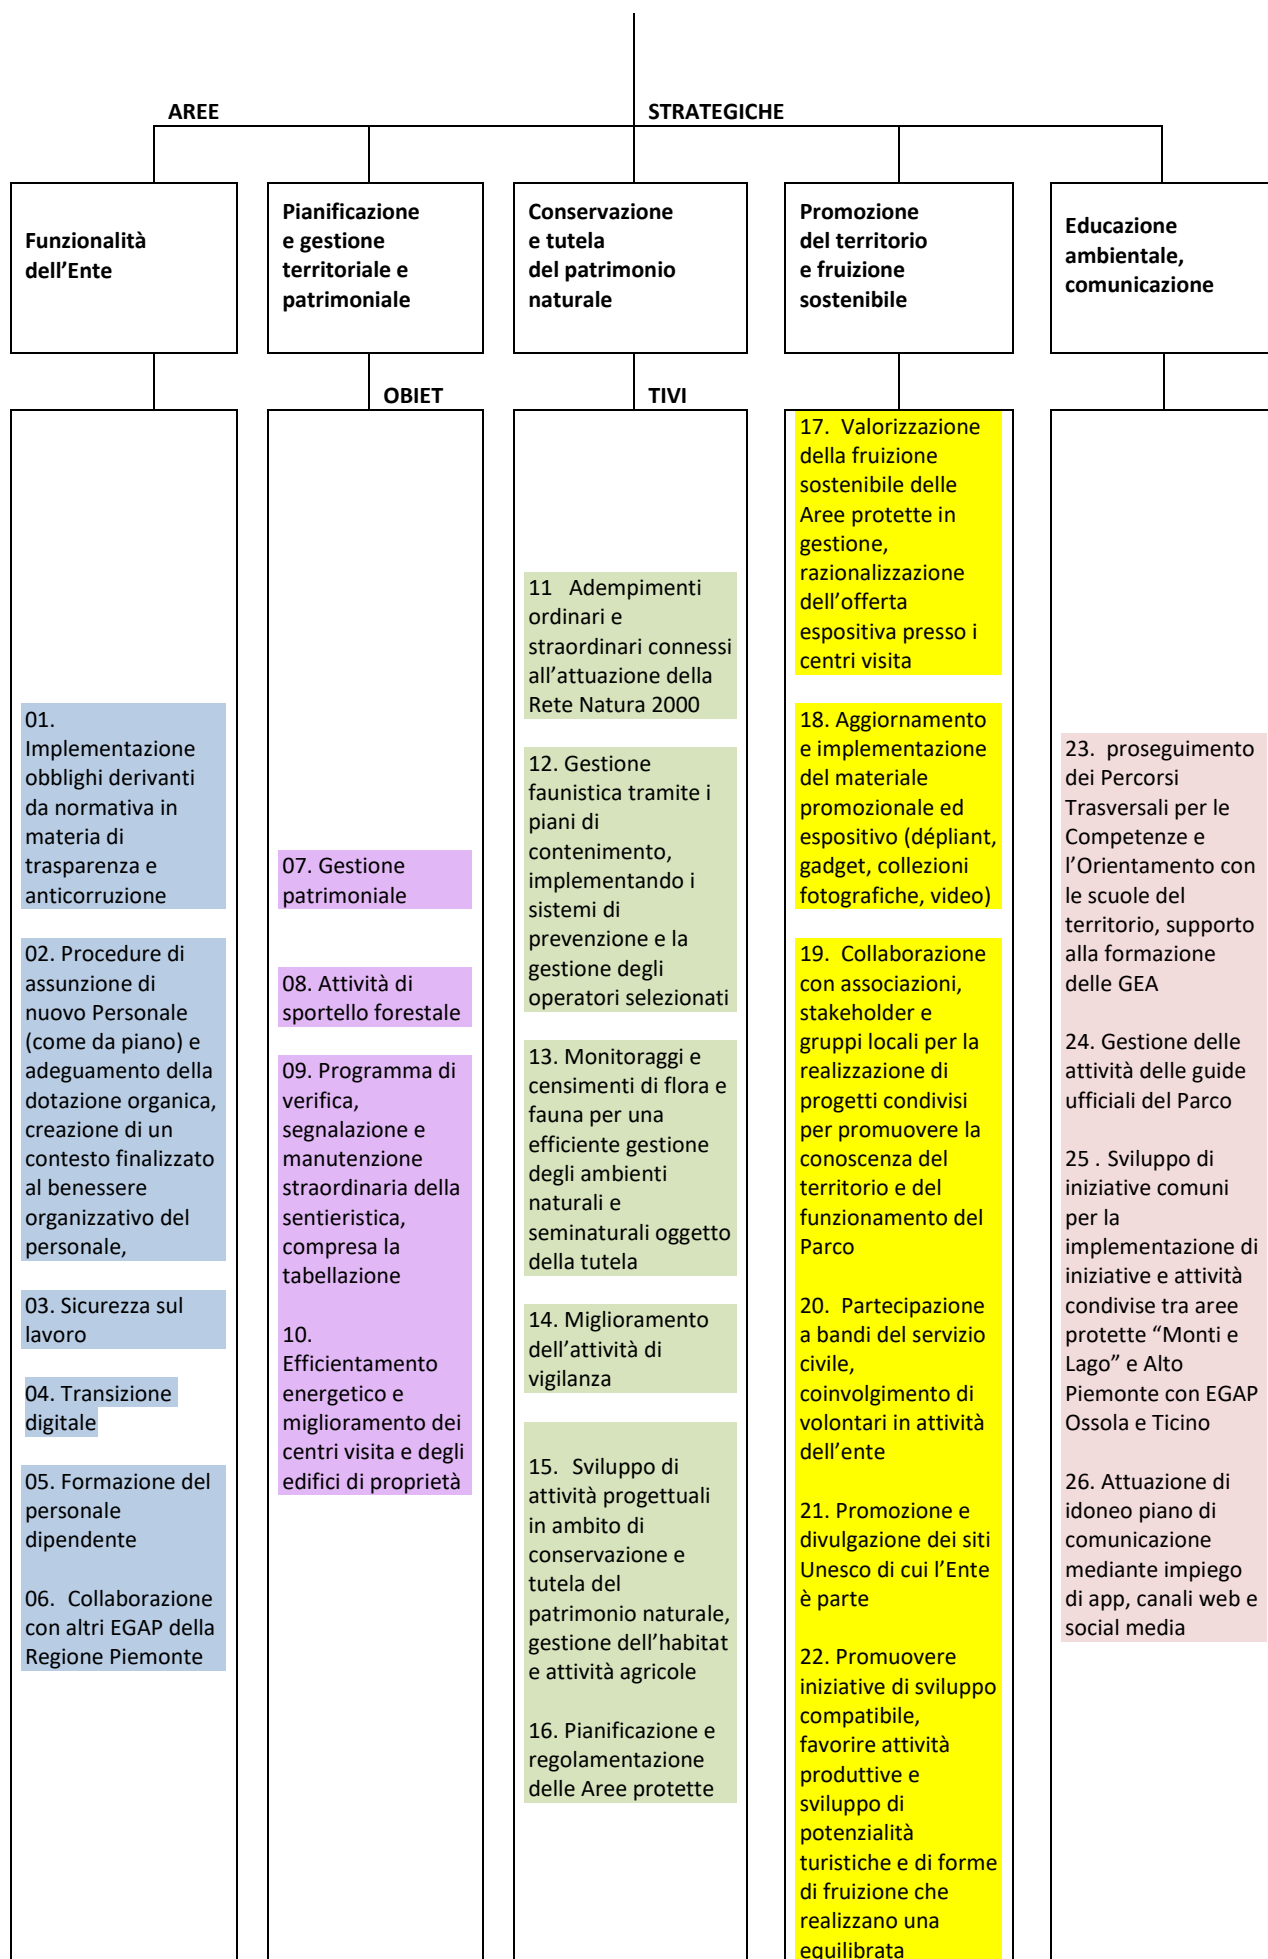 AREE
STRATEGICHE
Funzionalità
dell’Ente
Pianificazione
e gestione
territoriale e
patrimoniale
Conservazione
e tutela
del patrimonio
naturale
Promozione
del territorio
e fruizione
sostenibile
Educazione
ambientale,
comunicazione
OBIET
TIVI
01.
Implementazione
obblighi derivanti
da normativa in
materia di
trasparenza e
anticorruzione
02. Procedure di
assunzione di
nuovo Personale
(come da piano) e
adeguamento della
dotazione organica,
creazione di un
contesto finalizzato
al benessere
organizzativo del
personale,
03. Sicurezza sul
lavoro
04. Transizione
digitale
05. Formazione del
personale
dipendente
06. Collaborazione
con altri EGAP della
Regione Piemonte
07. Gestione
patrimoniale
08. Attività di
sportello forestale
09. Programma di
verifica,
segnalazione e
manutenzione
straordinaria della
sentieristica,
compresa la
tabellazione
10.
Efficientamento
energetico e
miglioramento dei
centri visita e degli
edifici di proprietà
11 Adempimenti
ordinari e
straordinari connessi
all’attuazione della
Rete Natura 2000
12. Gestione
faunistica tramite i
piani di
contenimento,
implementando i
sistemi di
prevenzione e la
gestione degli
operatori selezionati
13. Monitoraggi e
censimenti di flora e
fauna per una
efficiente gestione
degli ambienti
naturali e
seminaturali oggetto
della tutela
14. Miglioramento
dell’attività di
vigilanza
15. Sviluppo di
attività progettuali
in ambito di
conservazione e
tutela del
patrimonio naturale,
gestione dell’habitat
e attività agricole
16. Pianificazione e
regolamentazione
delle Aree protette
17. Valorizzazione
della fruizione
sostenibile delle
Aree protette in
gestione,
razionalizzazione
dell’offerta
espositiva presso i
centri visita
18. Aggiornamento
e implementazione
del materiale
promozionale ed
espositivo (dépliant,
gadget, collezioni
fotografiche, video)
19. Collaborazione
con associazioni,
stakeholder e
gruppi locali per la
realizzazione di
progetti condivisi
per promuovere la
conoscenza del
territorio e del
funzionamento del
Parco
20. Partecipazione
a bandi del servizio
civile,
coinvolgimento di
volontari in attività
dell’ente
21. Promozione e
divulgazione dei siti
Unesco di cui l’Ente
è parte
22. Promuovere
iniziative di sviluppo
compatibile,
favorire attività
produttive e
sviluppo di
potenzialità
turistiche e di forme
di fruizione che
realizzano una
equilibrata
23. proseguimento
dei Percorsi
Trasversali per le
Competenze e
l’Orientamento con
le scuole del
territorio, supporto
alla formazione
delle GEA
24. Gestione delle
attività delle guide
ufficiali del Parco
25 . Sviluppo di
iniziative comuni
per la
implementazione di
iniziative e attività
condivise tra aree
protette “Monti e
Lago” e Alto
Piemonte con EGAP
Ossola e Ticino
26. Attuazione di
idoneo piano di
comunicazione
mediante impiego
di app, canali web e
social media